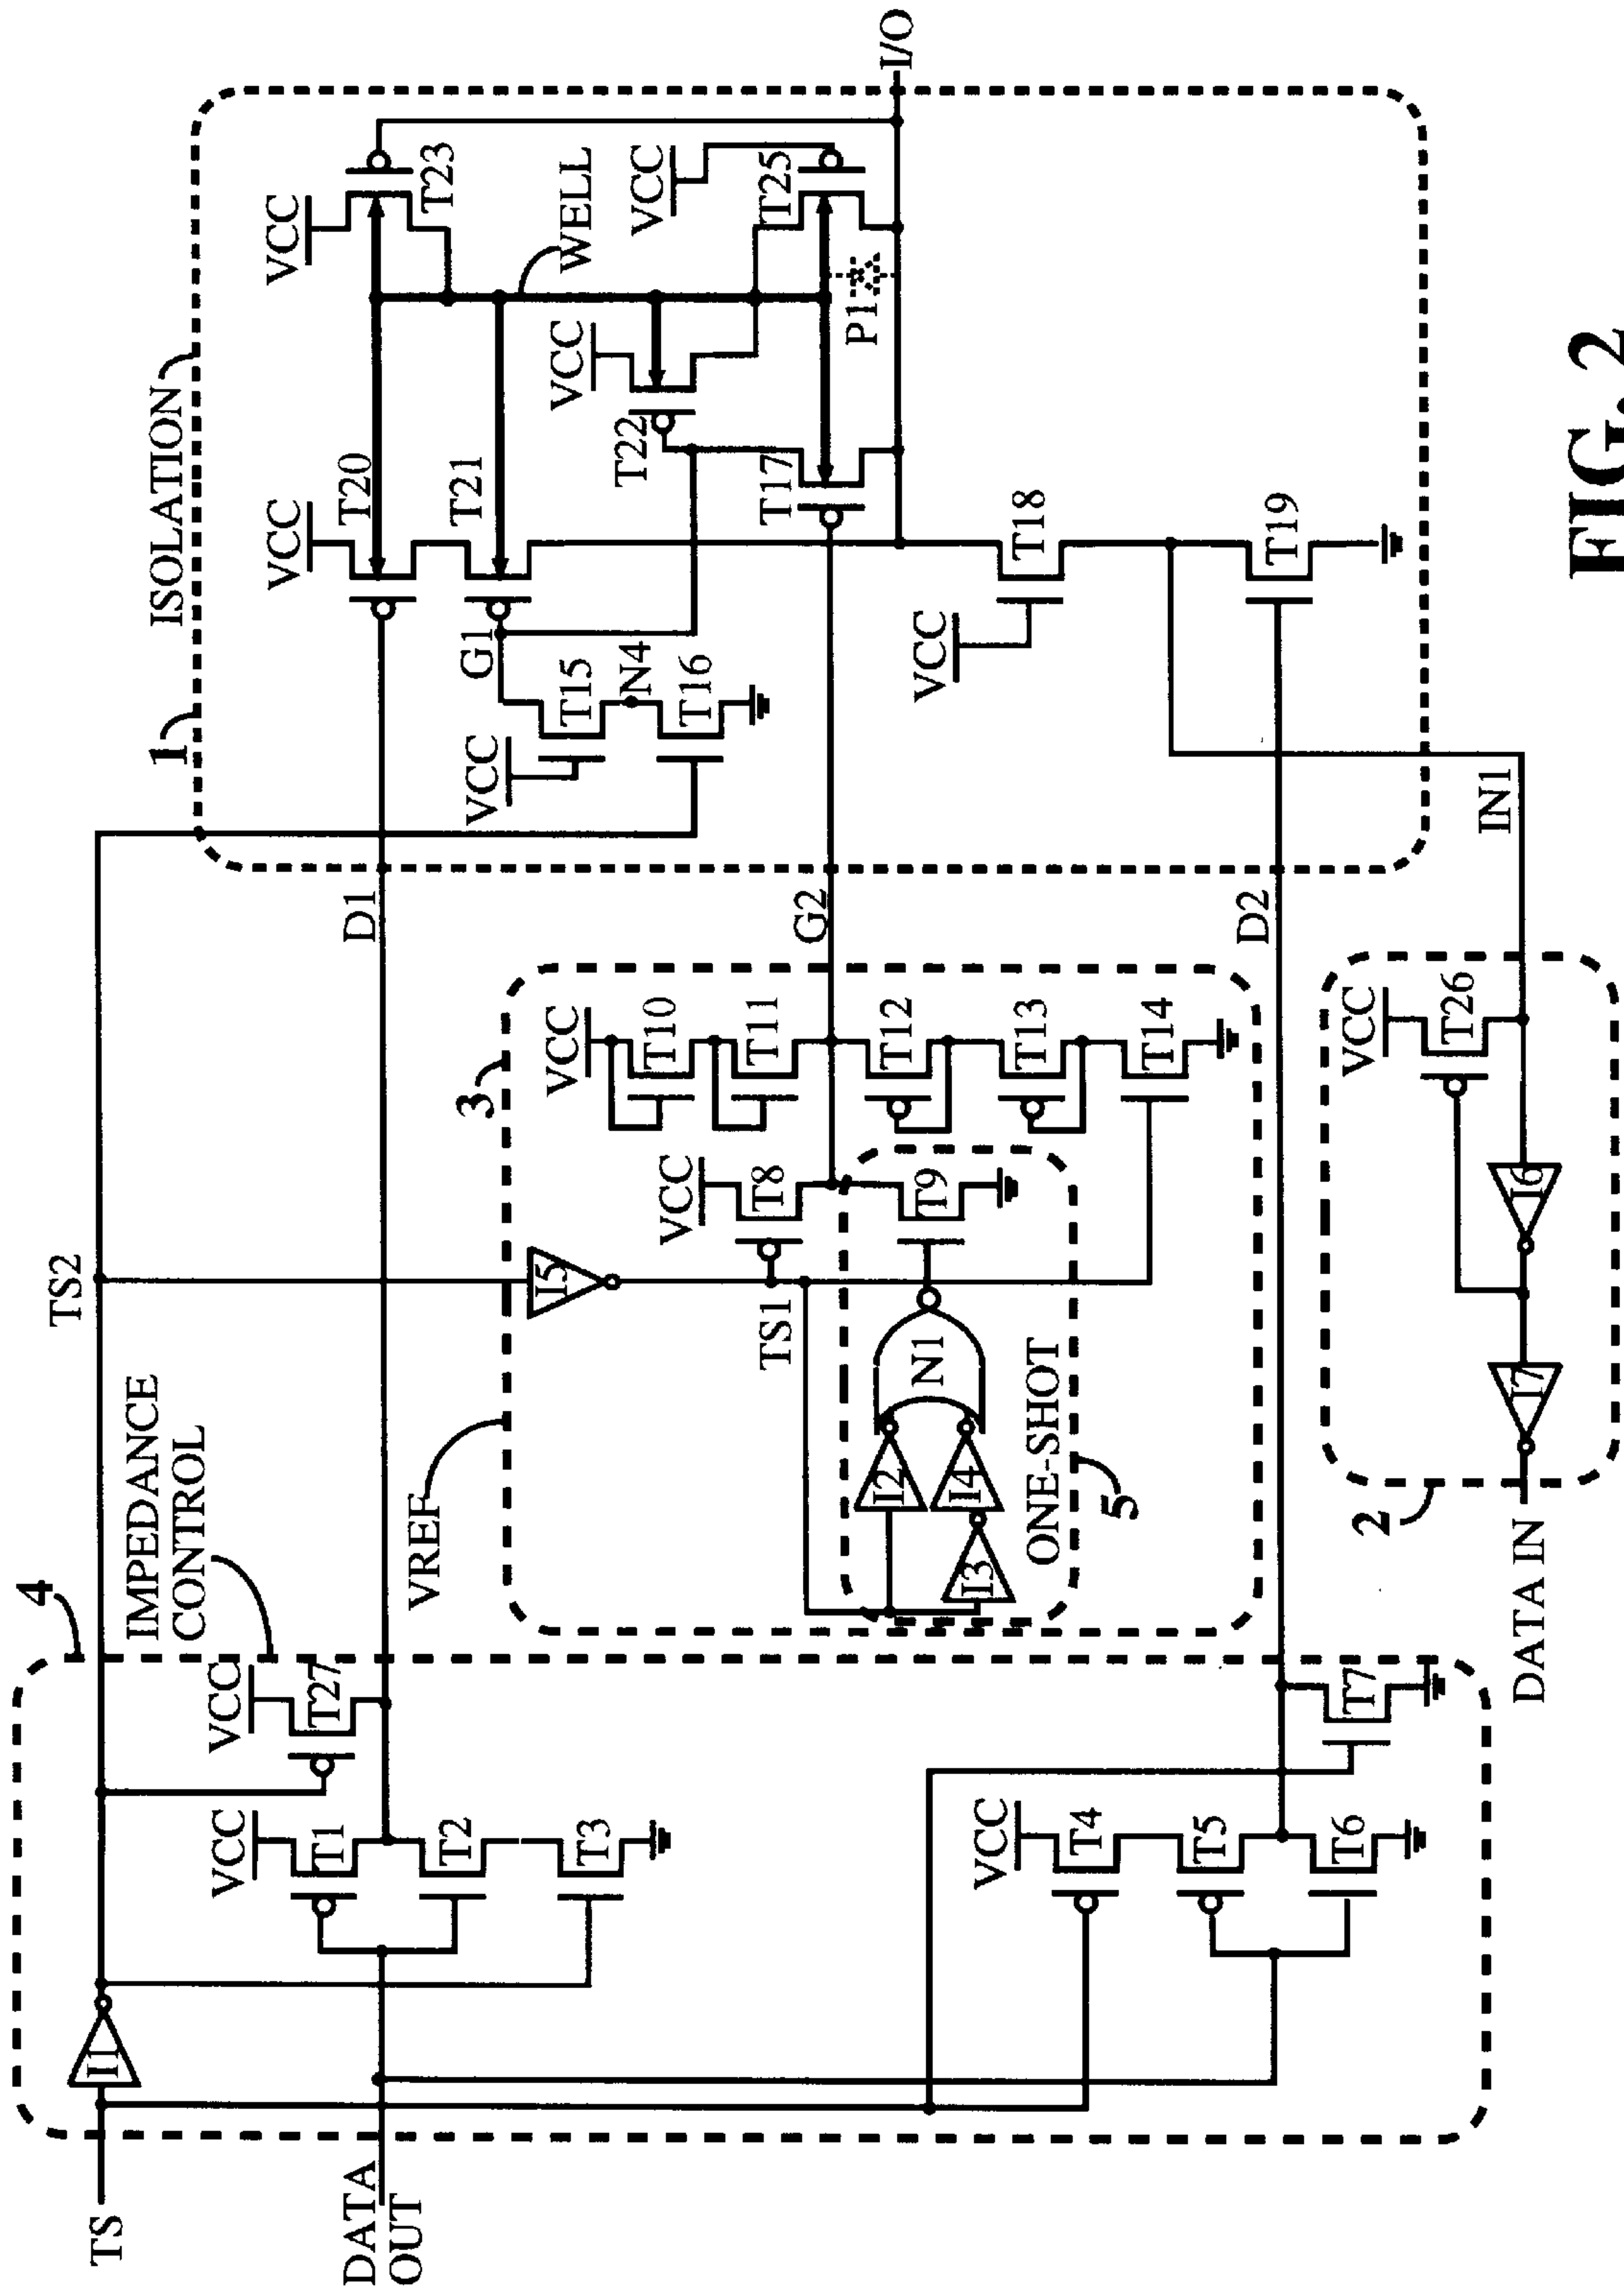 4
IMPEDANCE
CONTROL
TS
I1
TS2
DATA
OUT
VCC
T1
T2
T3
VCC
T27
D1
VCC
T4
T5
T6
T7
D2
VREF
3
I5
TS1
VCC
T8
T9
I2
I3
I4
N1
ONE-SHOT
5
VCC
T10
T11
T12
T13
T14
G2
1
ISOLATION
VCC
T20
T21
G1
VCC
T15
N4
T16
VCC
T23
WELL
VCC
T22
T17
VCC
T25
P1
I/O
VCC
T18
T19
IN1
2
VCC
T26
I6
I7
DATA IN
FIG. 2